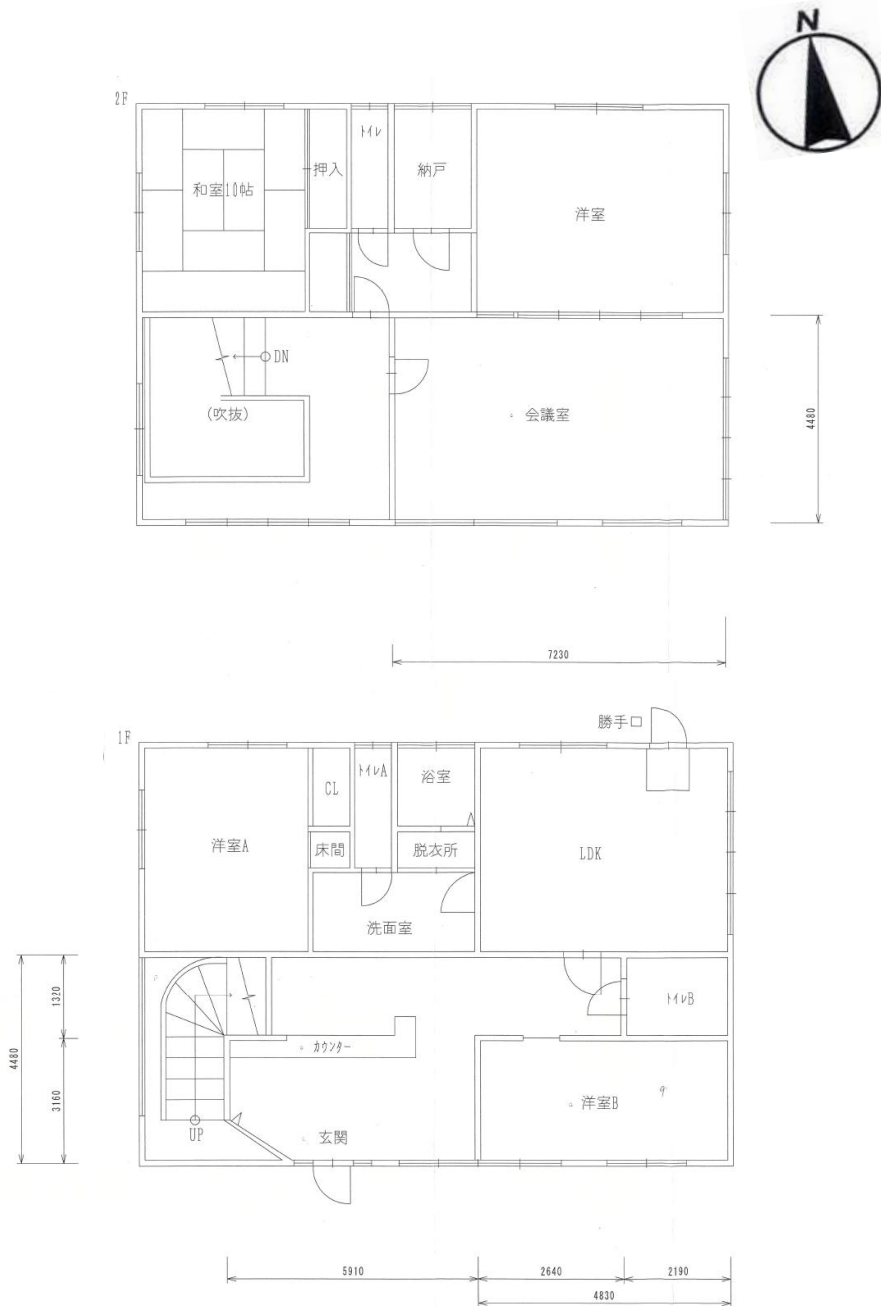 N
2F
トイレ
押入
納戸
和室10帖
洋室
DN
(吹抜)
会議室
4480
7230
勝手口
1F
トイレA
浴室
CL
洋室A
床間
脱衣所
LDK
洗面室
トイレB
1320
4480
3160
カウンター
洋室B
UP
玄関
5910
2640
2190
4830